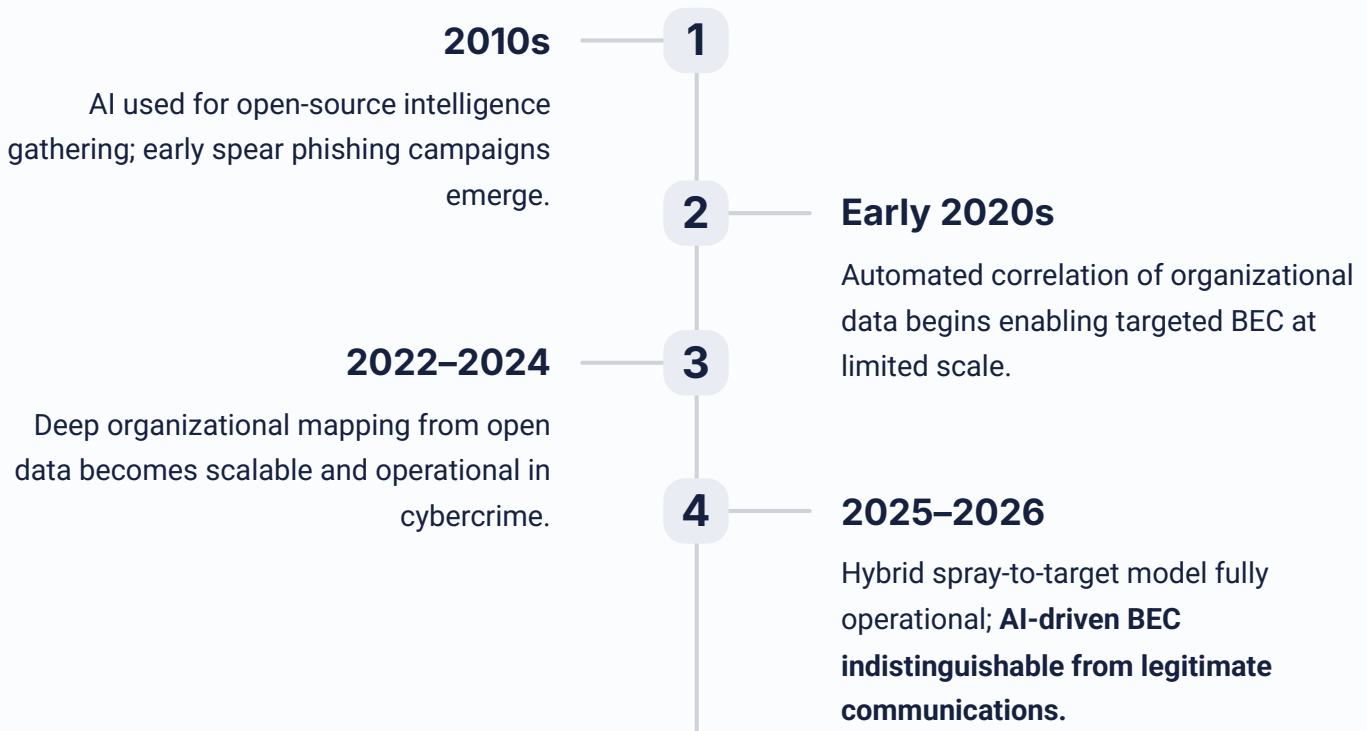 1
2010s
AI used for open-source intelligence
gathering; early spear phishing campaigns
emerge.
2
Early 2020s
Automated correlation of organizational
data begins enabling targeted BEC at
limited scale.
3
2022–2024
Deep organizational mapping from open
data becomes scalable and operational in
cybercrime.
4
2025–2026
Hybrid spray-to-target model fully
operational; AI-driven BEC
indistinguishable from legitimate
communications.